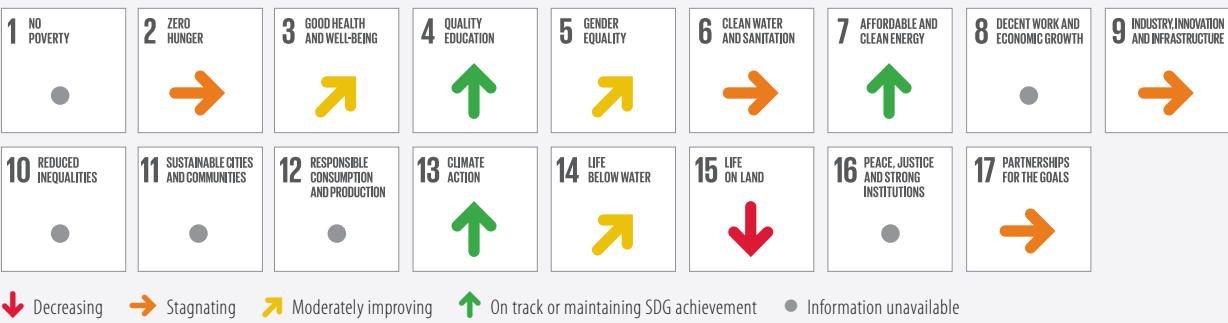 1 NO POVERTY
2 ZERO HUNGER
3 GOOD HEALTH AND WELL-BEING
4 QUALITY EDUCATION
5 GENDER EQUALITY
6 CLEAN WATER AND SANITATION
7 AFFORDABLE AND CLEAN ENERGY
8 DECENT WORK AND ECONOMIC GROWTH
9 INDUSTRY, INNOVATION AND INFRASTRUCTURE
10 REDUCED INEQUALITIES
11 SUSTAINABLE CITIES AND COMMUNITIES
12 RESPONSIBLE CONSUMPTION AND PRODUCTION
13 CLIMATE ACTION
14 LIFE BELOW WATER
15 LIFE ON LAND
16 PEACE, JUSTICE AND STRONG INSTITUTIONS
17 PARTNERSHIPS FOR THE GOALS
Decreasing Stagnating Moderately improving On track or maintaining SDG achievement Information unavailable